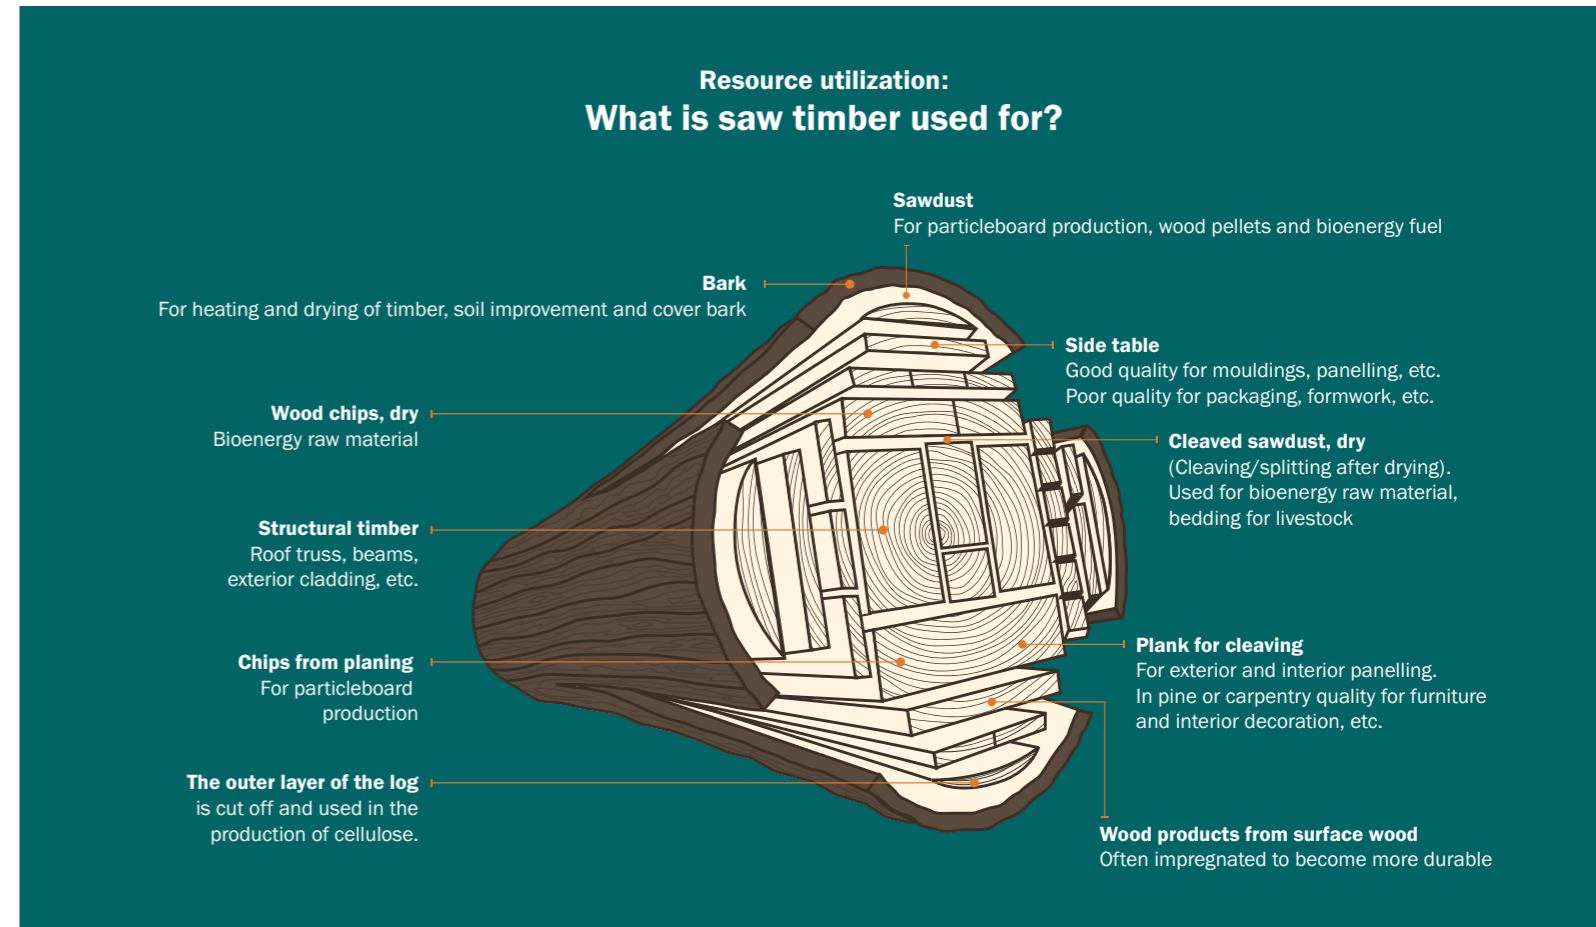 Resource utilization:
What is saw timber used for?
Sawdust
For particleboard production, wood pellets and bioenergy fuel
Bark
For heating and drying of timber, soil improvement and cover bark
Side table
Good quality for mouldings, panelling, etc.
Poor quality for packaging, formwork, etc.
Wood chips, dry
Bioenergy raw material
Cleaved sawdust, dry
(Cleaving/splitting after drying).
Used for bioenergy raw material,
bedding for livestock
Structural timber
Roof truss, beams,
exterior cladding, etc.
Plank for cleaving
For exterior and interior panelling.
In pine or carpentry quality for furniture
and interior decoration, etc.
Chips from planing
For particleboard
production
The outer layer of the log
is cut off and used in the
production of cellulose.
Wood products from surface wood
Often impregnated to become more durable